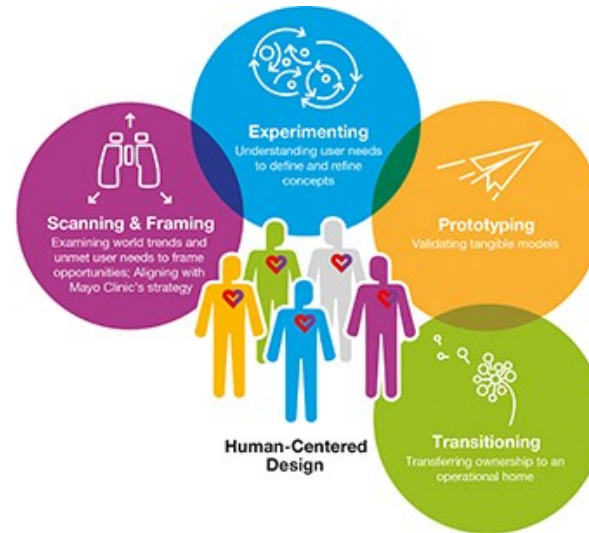 Experimenting
Understanding user needs
to define and refine
concepts
Scanning & Framing
Examining world trends and
unmet user needs to frame
opportunities; Aligning with
Mayo Clinic's strategy
Prototyping
Validating tangible models
Transitioning
Transferring ownership to an
operational home
Human-Centered
Design